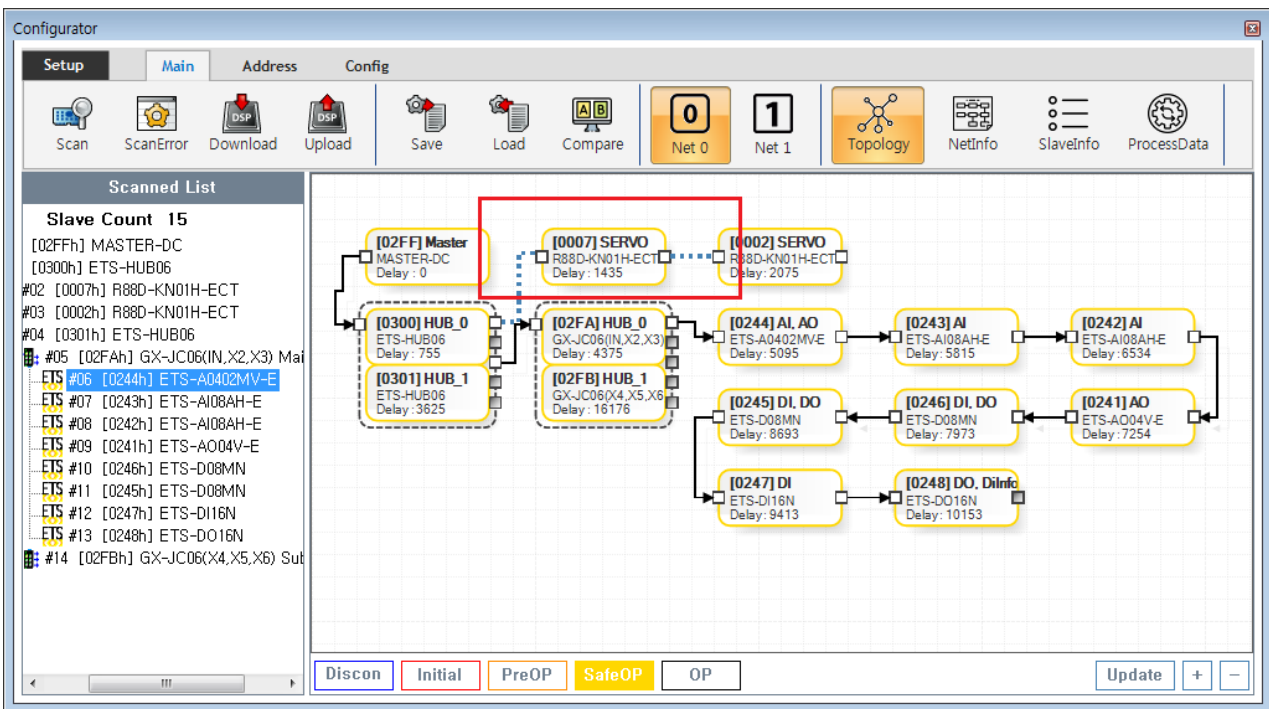 Configurator
Setup Main Address Config
DSP DSP A B 0 1
Scan ScanError Download Upload Save Load Compare Net 0 Net 1 Topology NetInfo SlaveInfo ProcessData
Scanned List
Slave Count 15
[02FFh] MASTER-DC
[0300h] ETS-HUB06
#02 [0007h] R88D-KN01H-ECT
#03 [0002h] R88D-KN01H-ECT
#04 [0301h] ETS-HUB06
#05 [02FAh] GX-JC06(IN,X2,X3) Mai
ETS #06 [0244h] ETS-A0402MV-E
ETS #07 [0243h] ETS-AI08AH-E
ETS #08 [0242h] ETS-AI08AH-E
ETS #09 [0241h] ETS-AO04V-E
ETS #10 [0246h] ETS-D08MN
ETS #11 [0245h] ETS-D08MN
ETS #12 [0247h] ETS-DI16N
ETS #13 [0248h] ETS-DO16N
#14 [02FBh] GX-JC06(X4,X5,X6) Sub
[02FF] Master
MASTER-DC
Delay : 0
[0007] SERVO
R88D-KN01H-ECT
Delay : 1435
[0002] SERVO
R88D-KN01H-ECT
Delay : 2075
[0300] HUB_0
ETS-HUB06
Delay : 755
[0301] HUB_1
ETS-HUB06
Delay : 3625
[02FA] HUB_0
GX-JC06(IN,X2,X3)
Delay : 4375
[02FB] HUB_1
GX-JC06(X4,X5,X6
Delay : 16176
[0244] AI, AO
ETS-A0402MV-E
Delay : 5095
[0243] AI
ETS-AI08AH-E
Delay : 5815
[0242] AI
ETS-AI08AH-E
Delay : 6534
[0245] DI, DO
ETS-D08MN
Delay : 8693
[0246] DI, DO
ETS-D08MN
Delay : 7973
[0241] AO
ETS-AO04V-E
Delay : 7254
[0247] DI
ETS-DI16N
Delay : 9413
[0248] DO, DiInfo
ETS-DO16N
Delay : 10153
Discon Initial PreOP SafeOP OP Update + −